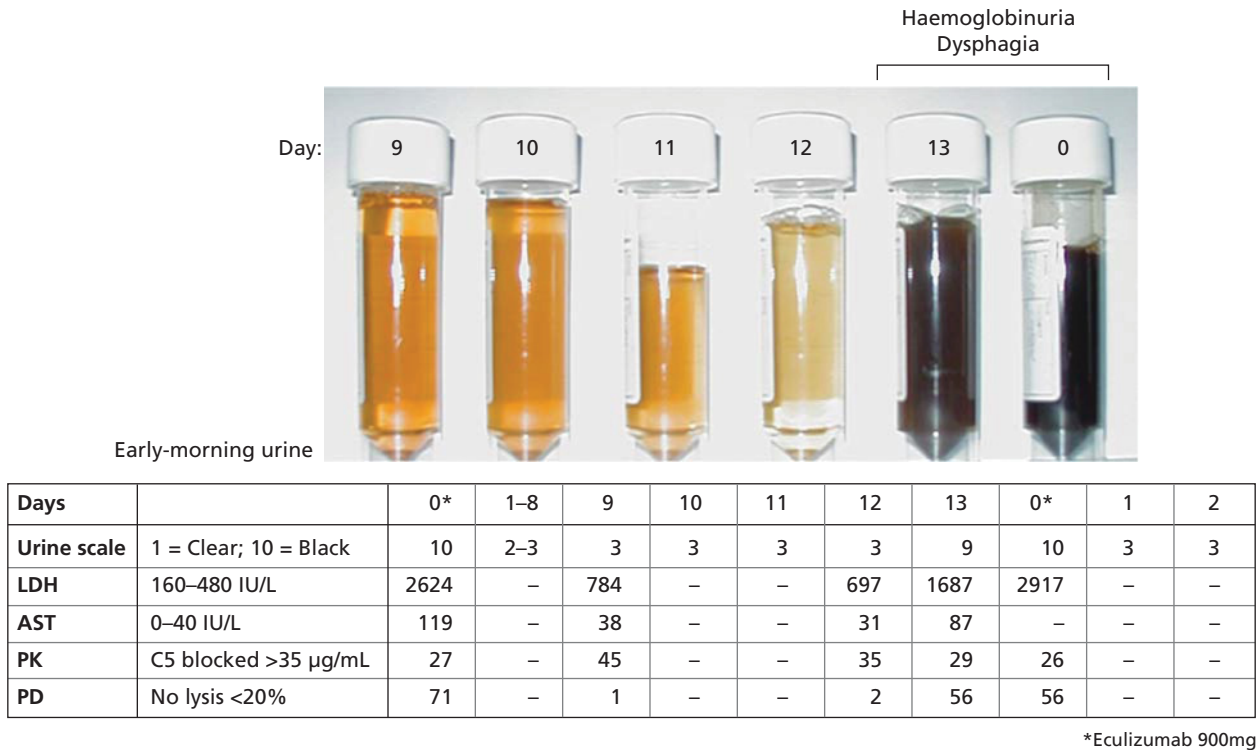 Haemoglobinuria
Dysphagia
Day: 9 10 11 12 13 0
Early-morning urine
Days 0* 1–8 9 10 11 12 13 0* 1 2
Urine scale 1 = Clear; 10 = Black 10 2–3 3 3 3 3 9 10 3 3
LDH 160–480 IU/L 2624 – 784 – – 697 1687 2917 – –
AST 0–40 IU/L 119 – 38 – – 31 87 – – –
PK C5 blocked >35 µg/mL 27 – 45 – – 35 29 26 – –
PD No lysis <20% 71 – 1 – – 2 56 56 – –
*Eculizumab 900mg